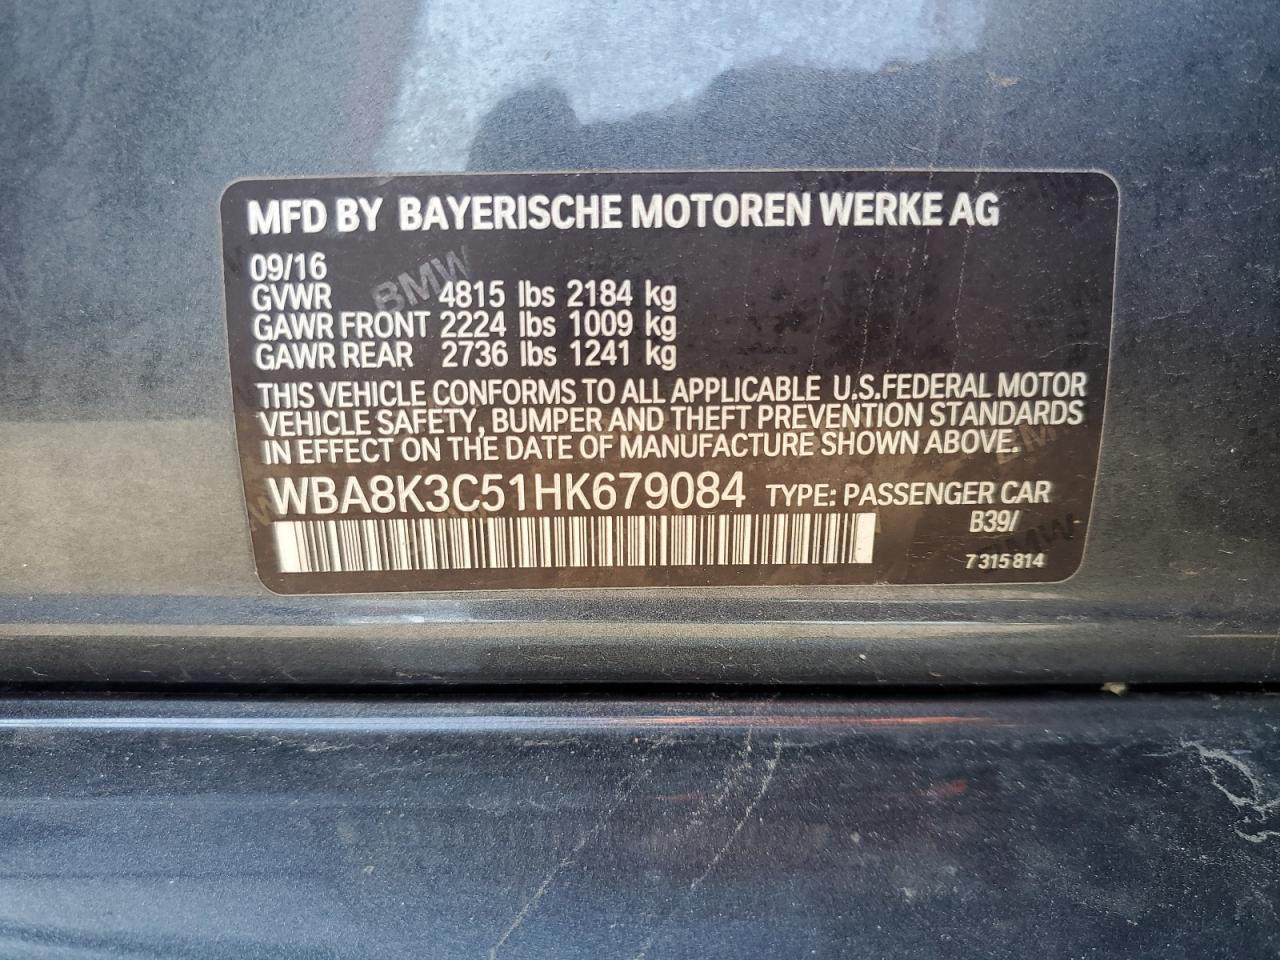 MFD BY BAYERISCHE MOTOREN WERKE AG
09/16
GVWR 4815 lbs 2184 kg
GAWR FRONT 2224 lbs 1009 kg
GAWR REAR 2736 lbs 1241 kg
THIS VEHICLE CONFORMS TO ALL APPLICABLE U.S.FEDERAL MOTOR
VEHICLE SAFETY, BUMPER AND THEFT PREVENTION STANDARDS
IN EFFECT ON THE DATE OF MANUFACTURE SHOWN ABOVE.
WBA8K3C51HK679084 TYPE: PASSENGER CAR
B39/
7 315 814
BMW
BMW
BMW